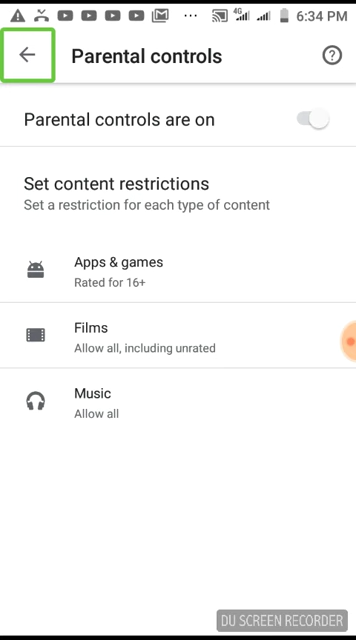 4G 6:34 PM
Parental controls
Parental controls are on
Set content restrictions
Set a restriction for each type of content
Apps & games
Rated for 16+
Films
Allow all, including unrated
Music
Allow all
DU SCREEN RECORDER